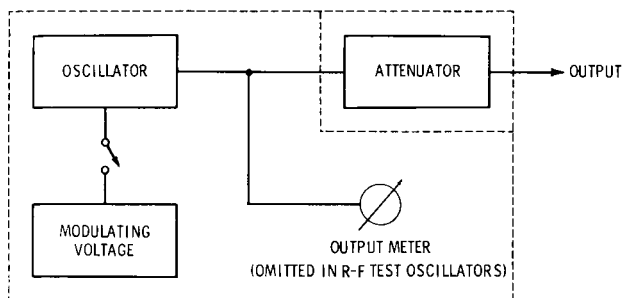 OSCILLATOR
ATTENUATOR
OUTPUT
MODULATING
VOLTAGE
OUTPUT METER
(OMITTED IN R-F TEST OSCILLATORS)